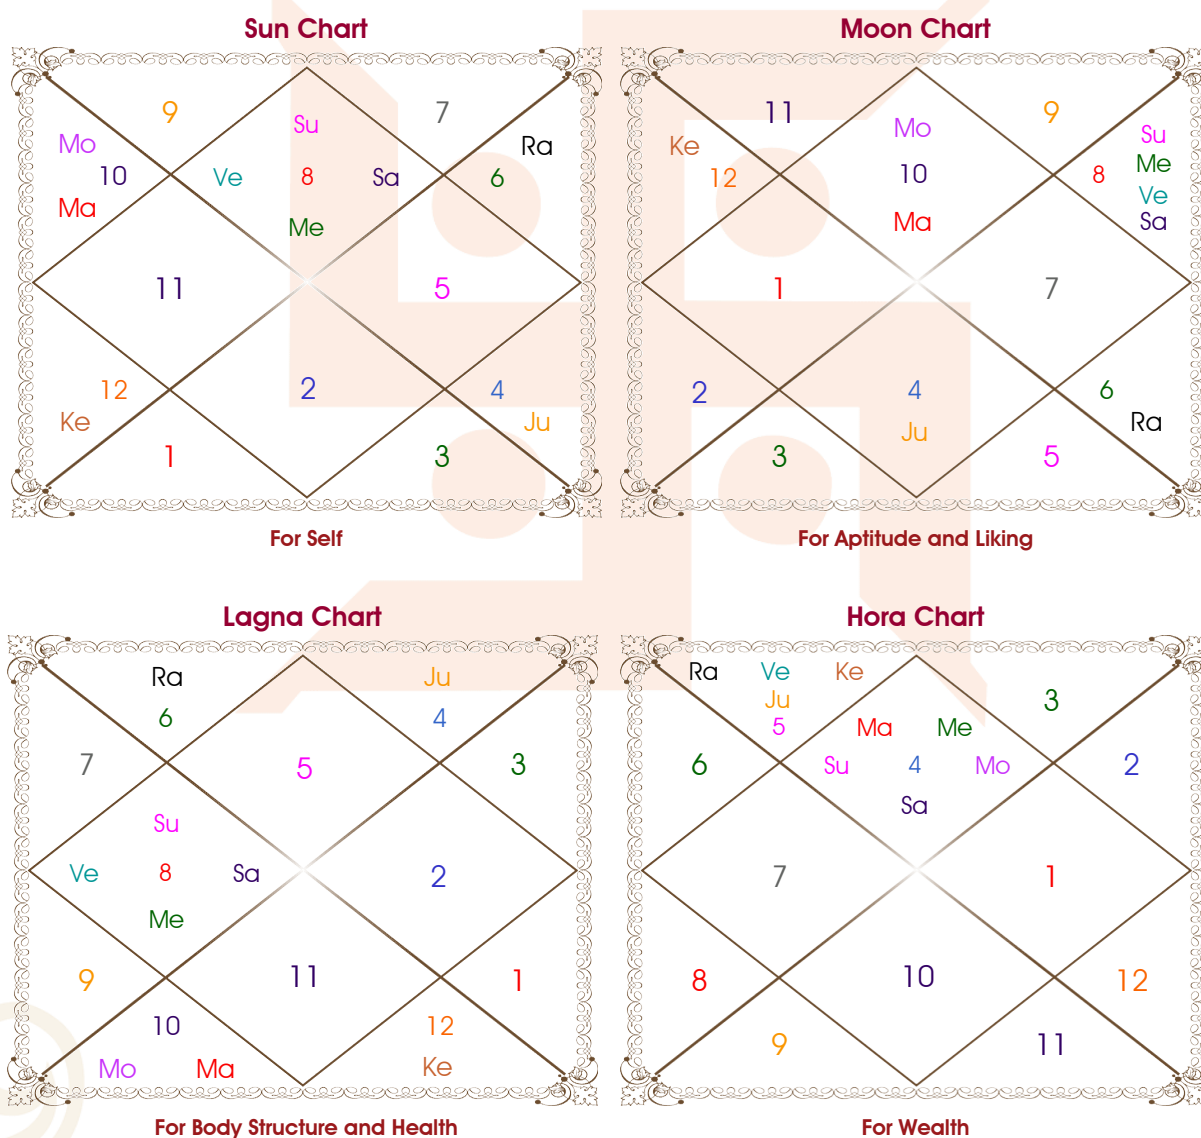 Sun Chart
9
7
Su
Mo
Ra
10
Ve
8
Sa
6
Ma
Me
11
5
12
2
4
Ke
Ju
1
3
For Self
Moon Chart
11
9
Mo
Su
Ke
Me
12
10
8
Ve
Ma
Sa
1
7
2
4
6
Ju
Ra
3
5
For Aptitude and Liking
Lagna Chart
Ra
Ju
6
4
7
5
3
Su
Ve
8
Sa
2
Me
9
11
1
10
12
Mo
Ma
Ke
For Body Structure and Health
Hora Chart
Ra
Ve
Ke
Ju
3
5
Ma
Me
6
Su
4
Mo
2
Sa
7
1
8
10
12
9
11
For Wealth